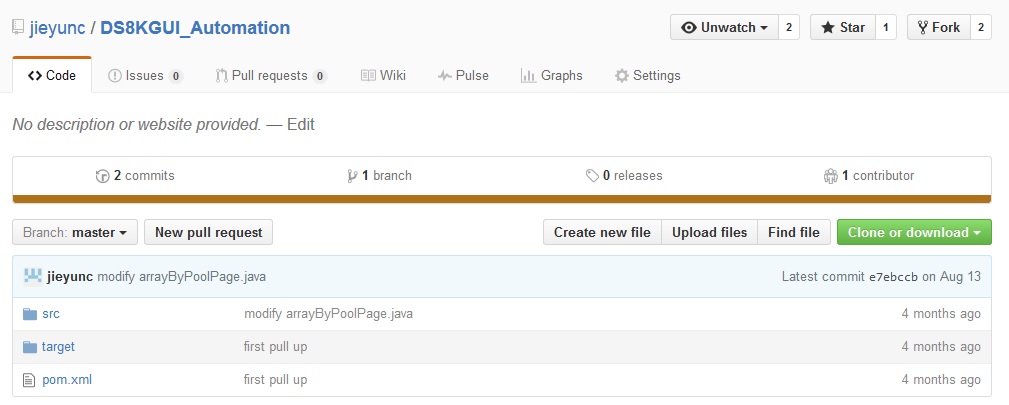 jieyunc / DS8KGUI_Automation Unwatch 2 Star 1 Fork 2
Code Issues 0 Pull requests 0 Wiki Pulse Graphs Settings
No description or website provided. — Edit
2 commits 1 branch 0 releases 1 contributor
Branch: master New pull request Create new file Upload files Find file Clone or download
jieyunc modify arrayByPoolPage.java Latest commit e7ebccb on Aug 13
src modify arrayByPoolPage.java 4 months ago
target first pull up 4 months ago
pom.xml first pull up 4 months ago